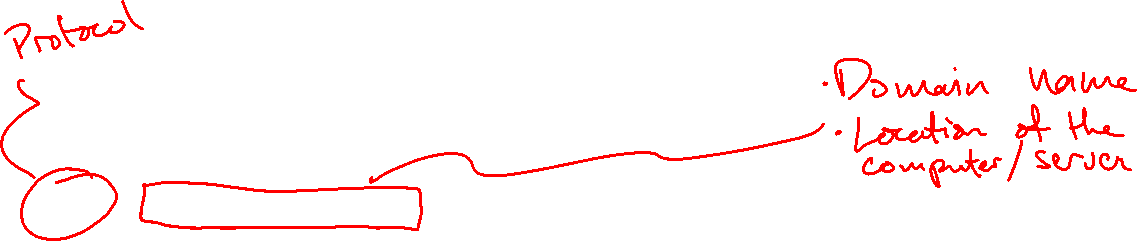 Protocol
· Domain name
· Location of the
computer/server